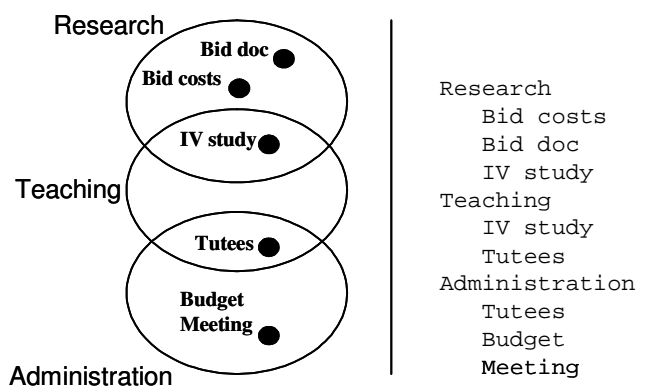 Research
Bid doc
Bid costs
IV study
Teaching
Tutees
Budget
Meeting
Administration
Research
Bid costs
Bid doc
IV study
Teaching
IV study
Tutees
Administration
Tutees
Budget
Meeting